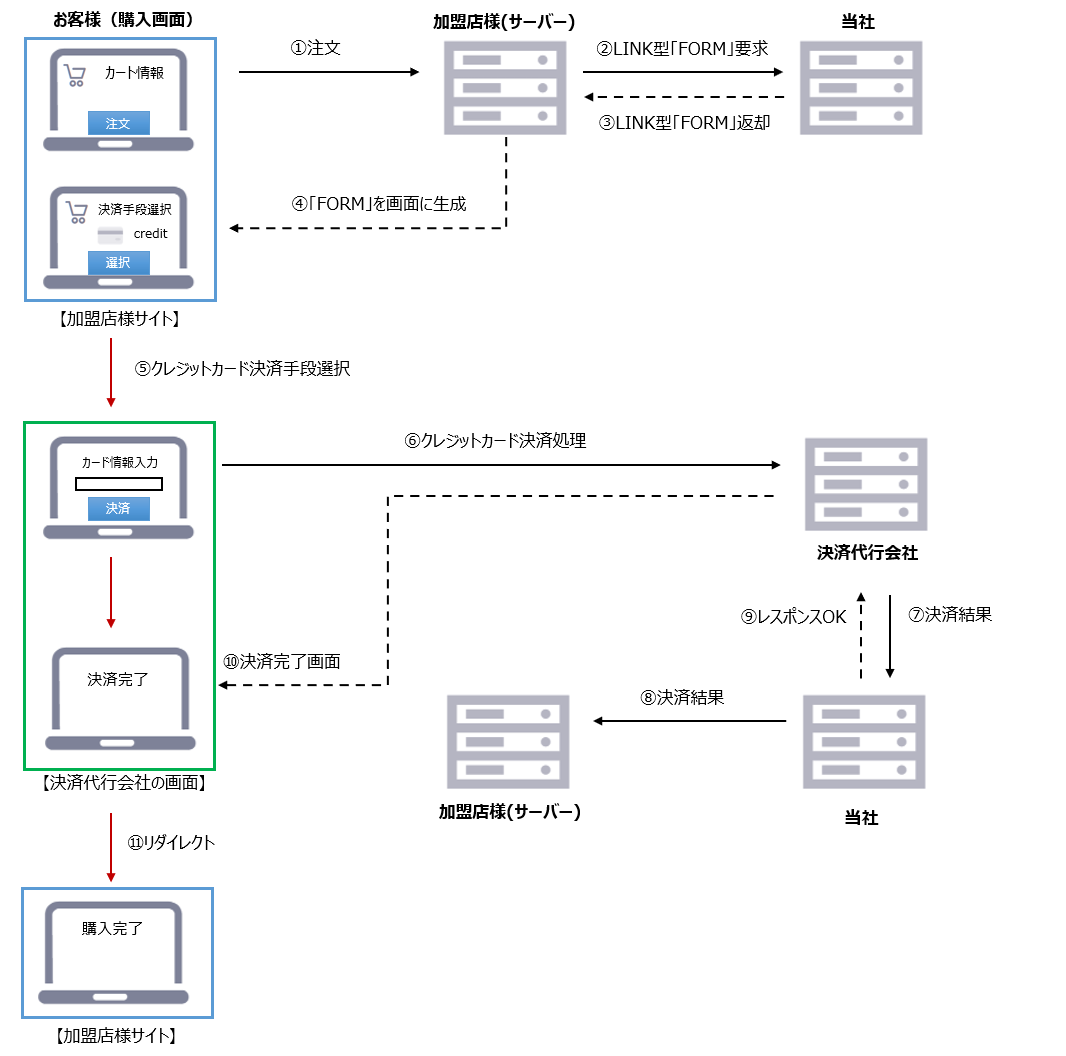 お客様（購入画面）
加盟店様(サーバー)
当社
①注文
②LINK型「FORM」要求
カート情報
注文
③LINK型「FORM」返却
④「FORM」を画面に生成
決済手段選択
credit
選択
【加盟店様サイト】
⑤クレジットカード決済手段選択
⑥クレジットカード決済処理
カード情報入力
決済
決済代行会社
⑨レスポンスOK
⑦決済結果
⑩決済完了画面
決済完了
⑧決済結果
【決済代行会社の画面】
加盟店様(サーバー)
当社
⑪リダイレクト
購入完了
【加盟店様サイト】